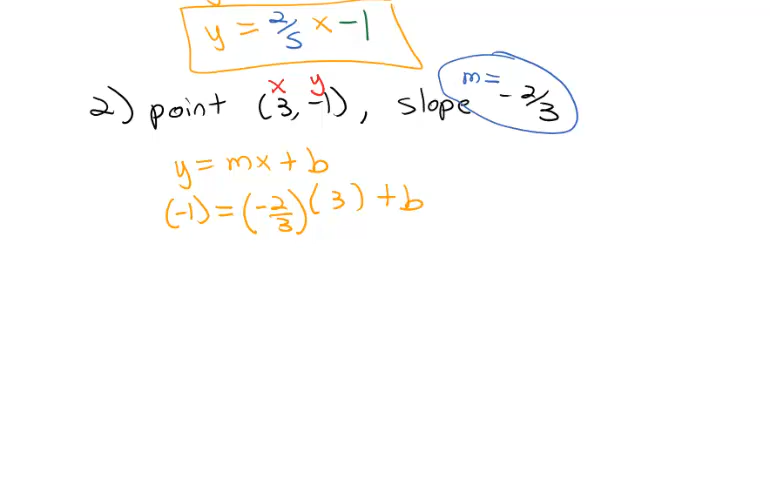 y = 2/5 x - 1
x y m =
2) point (3, -1), slope - 2/3
y = mx + b
(-1) = (-2/3)(3) + b